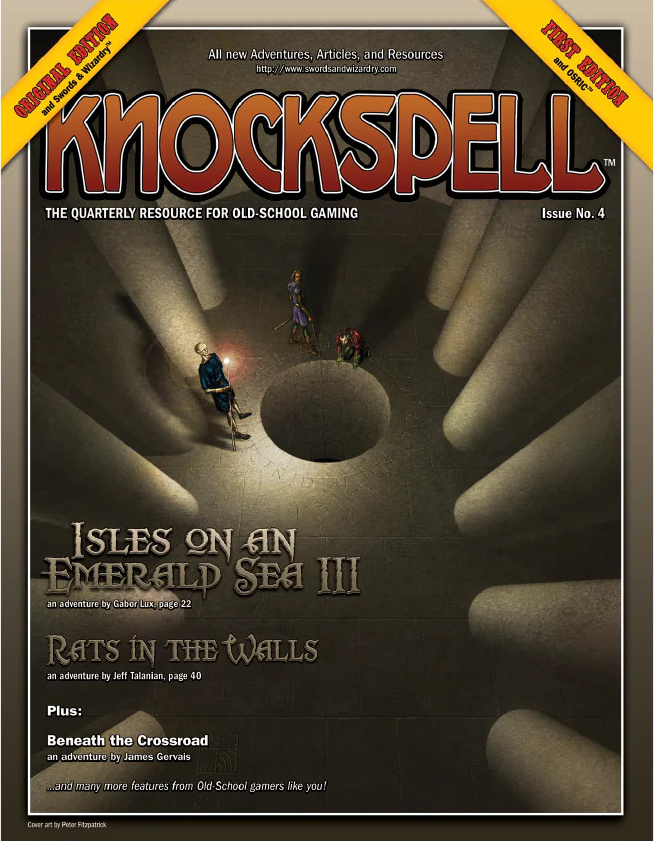 ORIGINAL EDITION
and Swords & Wizardry™
FIRST EDITION
and OSRIC™
All new Adventures, Articles, and Resources
http://www.swordsandwizardry.com
KNOCKSPELL™
THE QUARTERLY RESOURCE FOR OLD-SCHOOL GAMING
Issue No. 4
ISLES ON AN
EMERALD SEA III
an adventure by Gabor Lux, page 22
RATS IN THE WALLS
an adventure by Jeff Talanian, page 40
Plus:
Beneath the Crossroad
an adventure by James Gervais
...and many more features from Old-School gamers like you!
Cover art by Peter Fitzpatrick